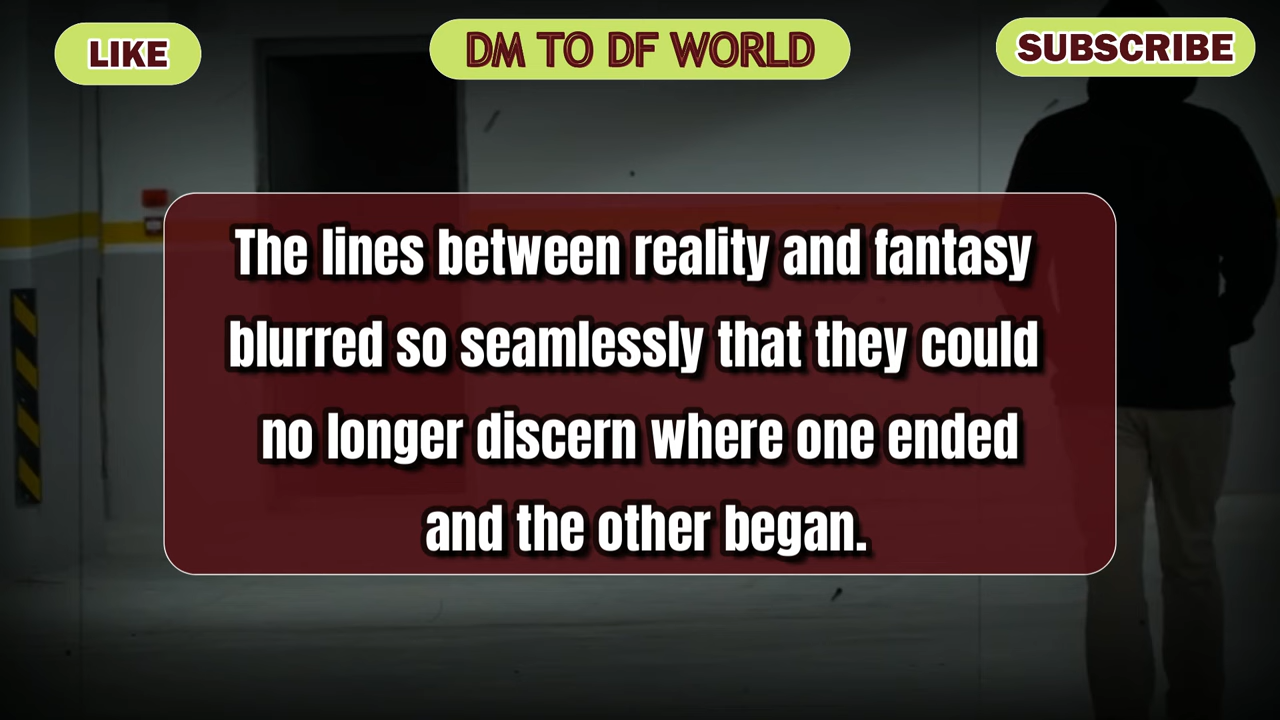 LIKE
DM TO DF WORLD
SUBSCRIBE
The lines between reality and fantasy
blurred so seamlessly that they could
no longer discern where one ended
and the other began.